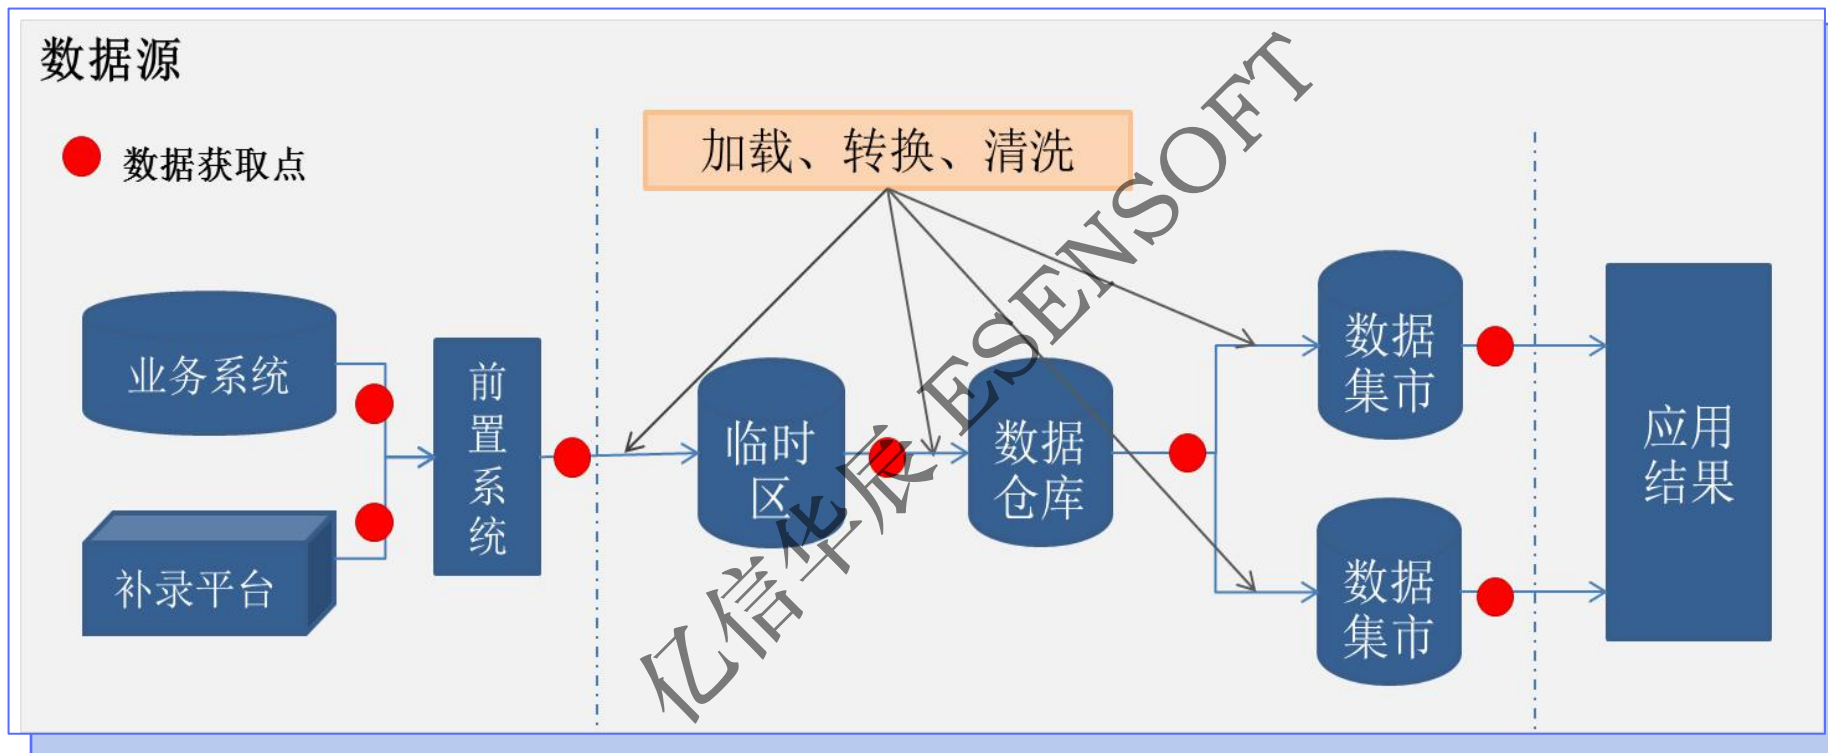 数据源
数据获取点
加载、转换、清洗
业务系统
补录平台
前
置
系
统
临时
区
数据
仓库
数据
集市
数据
集市
应用
结果
亿信华辰 ESENSOFT